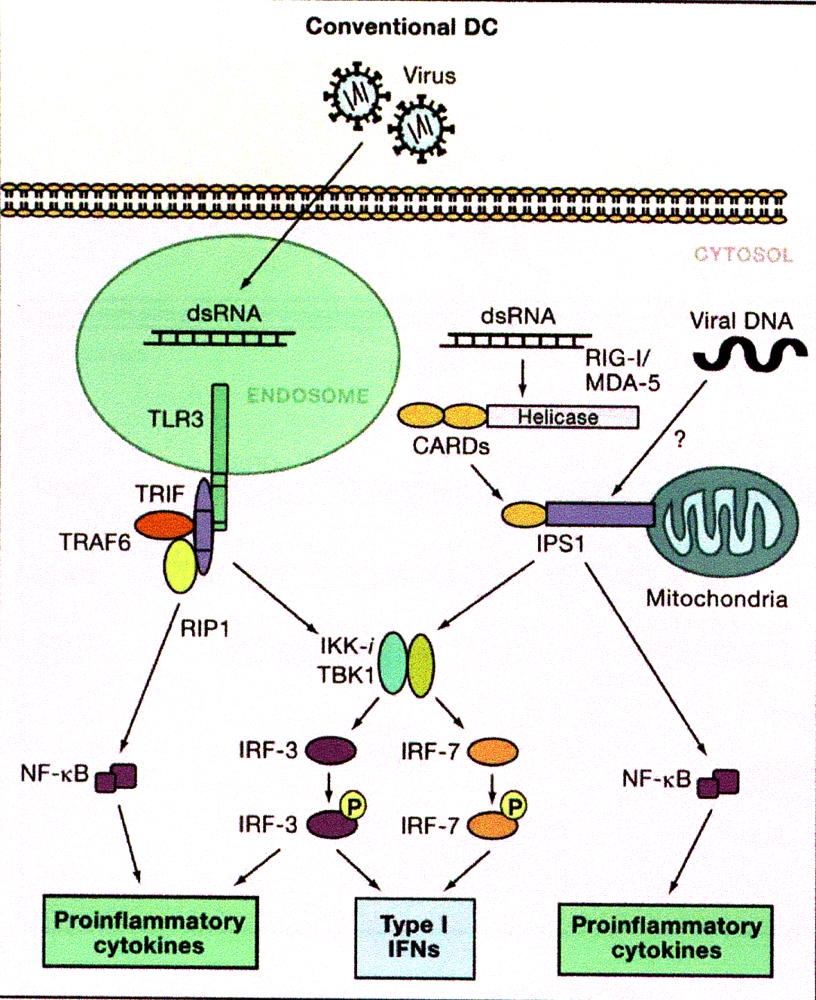 Conventional DC
Virus
CYTOSOL
dsRNA
dsRNA
Viral DNA
RIG-I/
MDA-5
ENDOSOME
TLR3
Helicase
CARDs
?
TRIF
TRAF6
IPS1
Mitochondria
RIP1
IKK-i
TBK1
IRF-3
IRF-7
NF-κB
NF-κB
P
P
IRF-3
IRF-7
Proinflammatory
cytokines
Type I
IFNs
Proinflammatory
cytokines